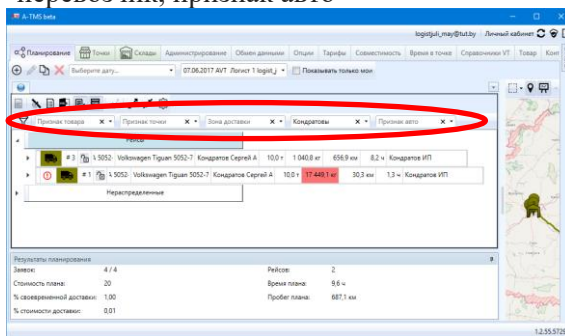 перевозчик, признак авто
A-TMS beta
logistjuli_may@tut.by Личный кабинет
Планирование Точки Склады Администрирование Обмен данными Опции Тарифы Совместимость Время в точке Справочники УТ Товар Конт
Выберите дату... 07.06.2017 AVT Логист 1 logist_j Показывать только мои
Признак товара Признак точки Зона доставки Кондратовы Признак авто
Рейсы
# 3 5052- Volkswagen Tiguan 5052-7 Кондратов Сергей А 10,0 т 1 040,8 кг 656,9 км 8,2 ч Кондратов ИП
# 1 5052- Volkswagen Tiguan 5052-7 Кондратов Сергей А 10,0 т 17 449,1 кг 30,3 км 1,3 ч Кондратов ИП
Нераспределенные
Результаты планирования
Заявок: 4 / 4 Рейсов: 2
Стоимость плана: 20 Время плана: 9,6 ч
% своевременной доставки: 1,00 Пробег плана: 687,1 км
% стоимости доставки: 0,01
1.2.55.5725